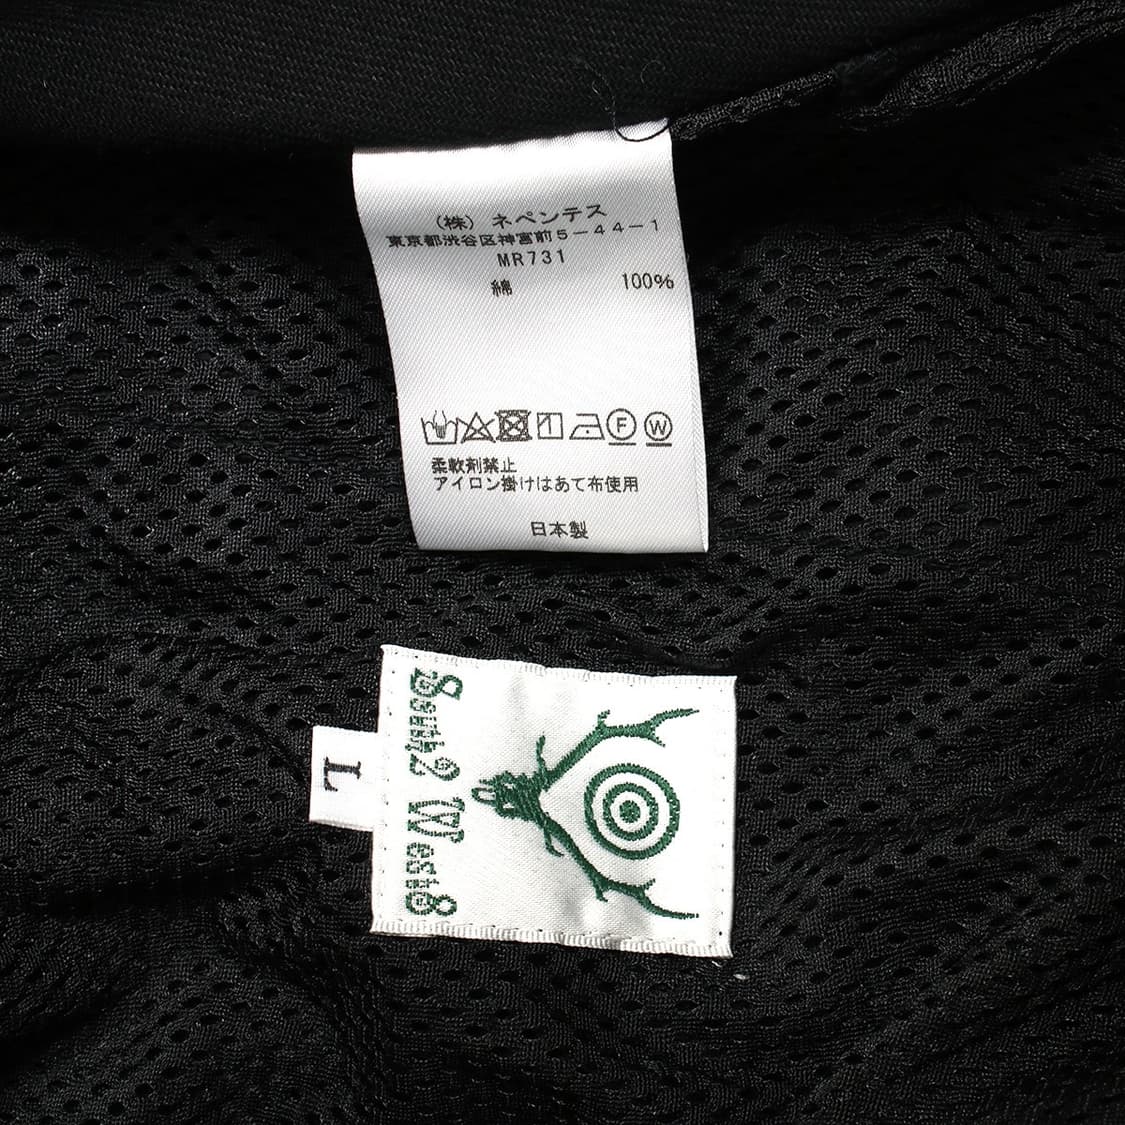 (株) ネペンテス
東京都渋谷区神宮前5－44－1
MR731
綿 100%
F W
柔軟剤禁止
アイロン掛けはあて布使用
日本製
South2 West8
L